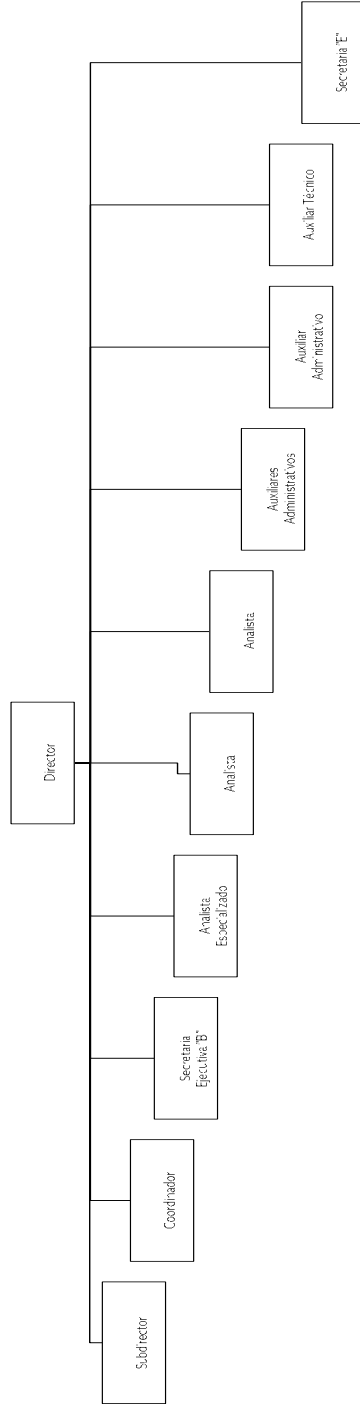 Director
Subdirector
Coordinador
Secretaria
Ejecutiva "B"
Analista
Especializado
Analista
Analista
Auxiliares
Administrativos
Auxiliar
Administrativo
Auxiliar Técnico
Secretaria "E"